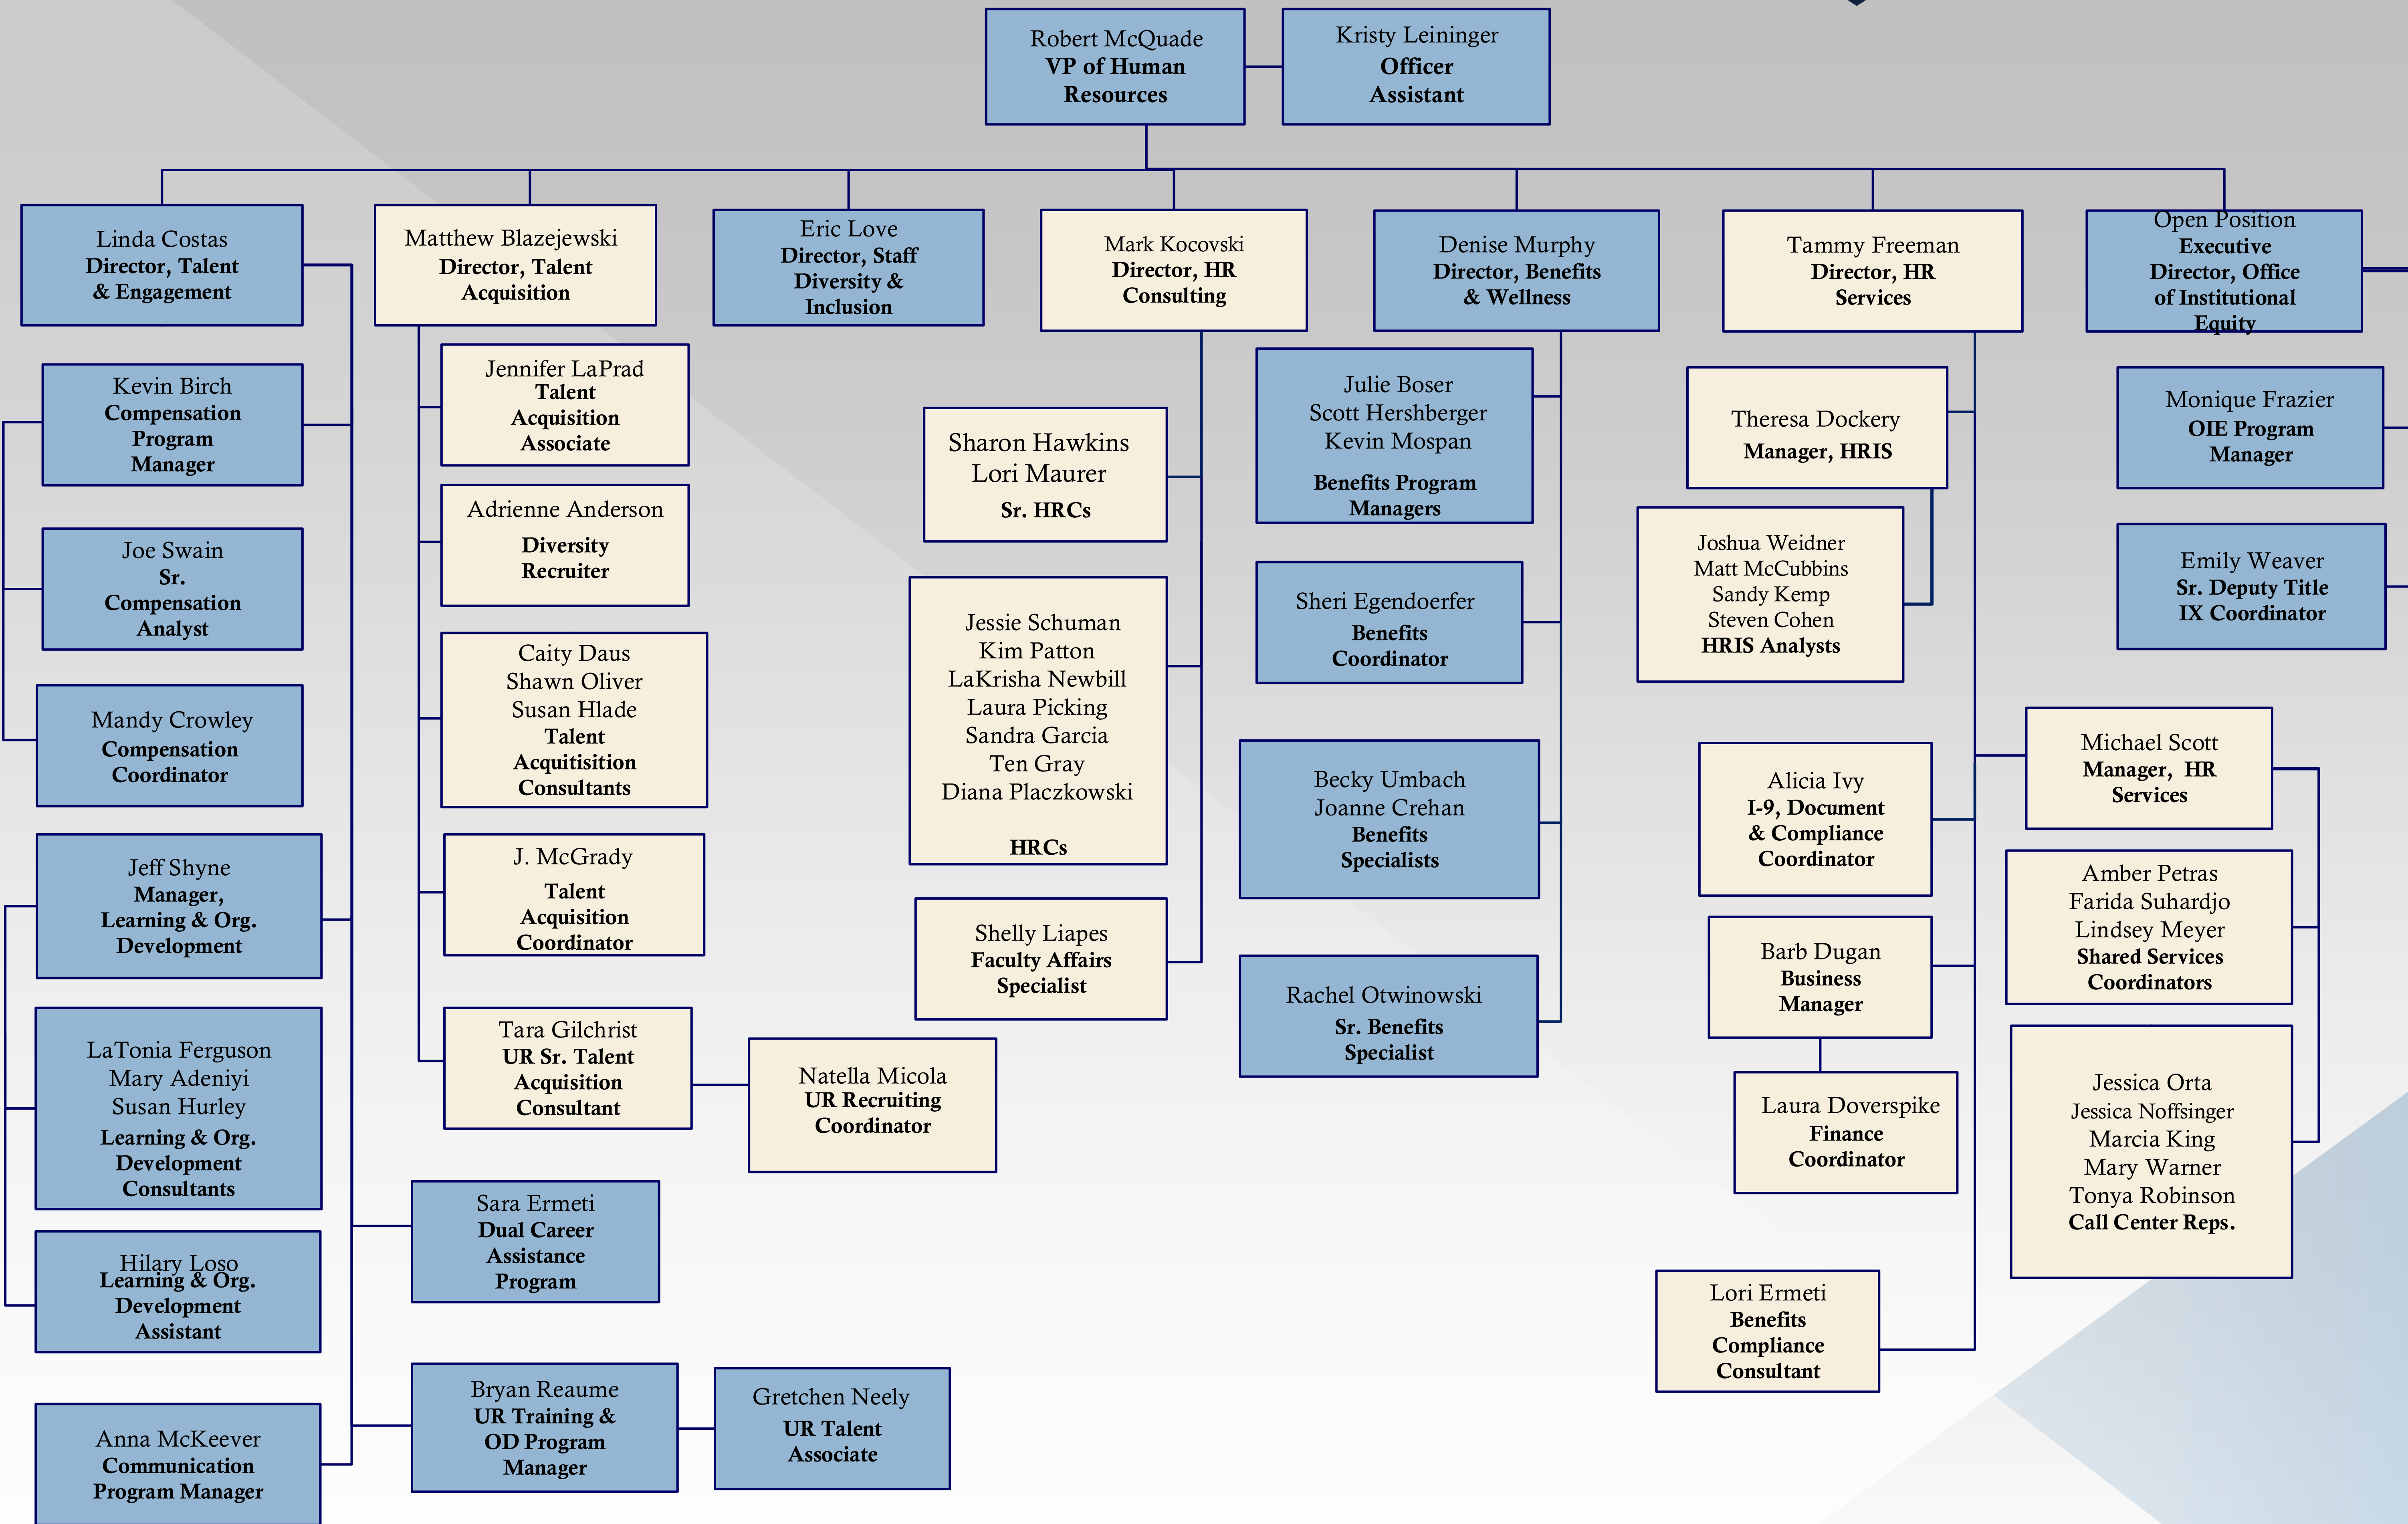 Robert McQuade
VP of Human
Resources
Kristy Leininger
Officer
Assistant
Linda Costas
Director, Talent
& Engagement
Matthew Blazejewski
Director, Talent
Acquisition
Eric Love
Director, Staff
Diversity &
Inclusion
Mark Kocovski
Director, HR
Consulting
Denise Murphy
Director, Benefits
& Wellness
Tammy Freeman
Director, HR
Services
Open Position
Executive
Director, Office
of Institutional
Equity
Kevin Birch
Compensation
Program
Manager
Joe Swain
Sr.
Compensation
Analyst
Mandy Crowley
Compensation
Coordinator
Jeff Shyne
Manager,
Learning & Org.
Development
LaTonia Ferguson
Mary Adeniyi
Susan Hurley
Learning & Org.
Development
Consultants
Hilary Loso
Learning & Org.
Development
Assistant
Anna McKeever
Communication
Program Manager
Jennifer LaPrad
Talent
Acquisition
Associate
Adrienne Anderson
Diversity
Recruiter
Caity Daus
Shawn Oliver
Susan Hlade
Talent
Acquitisition
Consultants
J. McGrady
Talent
Acquisition
Coordinator
Tara Gilchrist
UR Sr. Talent
Acquisition
Consultant
Natella Micola
UR Recruiting
Coordinator
Sara Ermeti
Dual Career
Assistance
Program
Bryan Reaume
UR Training &
OD Program
Manager
Gretchen Neely
UR Talent
Associate
Sharon Hawkins
Lori Maurer
Sr. HRCs
Jessie Schuman
Kim Patton
LaKrisha Newbill
Laura Picking
Sandra Garcia
Ten Gray
Diana Placzkowski
HRCs
Shelly Liapes
Faculty Affairs
Specialist
Julie Boser
Scott Hershberger
Kevin Mospan
Benefits Program
Managers
Sheri Egendoerfer
Benefits
Coordinator
Becky Umbach
Joanne Crehan
Benefits
Specialists
Rachel Otwinowski
Sr. Benefits
Specialist
Theresa Dockery
Manager, HRIS
Joshua Weidner
Matt McCubbins
Sandy Kemp
Steven Cohen
HRIS Analysts
Alicia Ivy
I-9, Document
& Compliance
Coordinator
Barb Dugan
Business
Manager
Laura Doverspike
Finance
Coordinator
Lori Ermeti
Benefits
Compliance
Consultant
Michael Scott
Manager, HR
Services
Amber Petras
Farida Suhardjo
Lindsey Meyer
Shared Services
Coordinators
Jessica Orta
Jessica Noffsinger
Marcia King
Mary Warner
Tonya Robinson
Call Center Reps.
Monique Frazier
OIE Program
Manager
Emily Weaver
Sr. Deputy Title
IX Coordinator